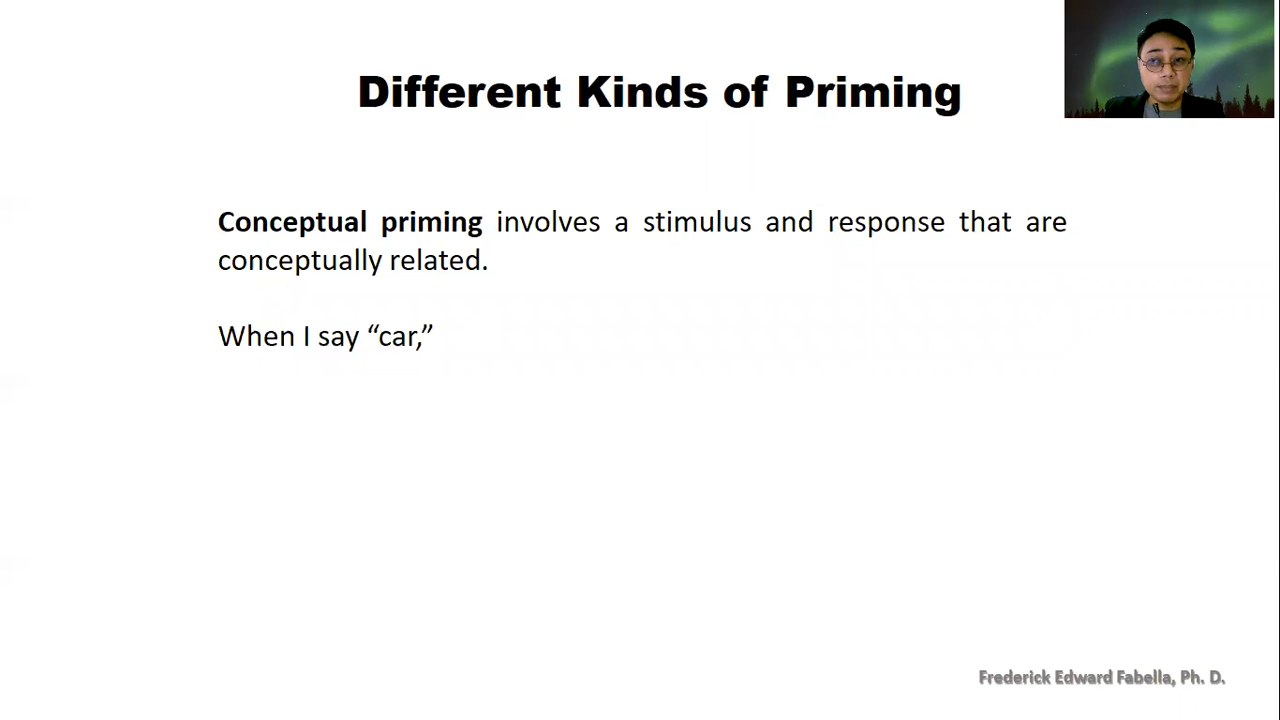 Different Kinds of Priming
Conceptual priming involves a stimulus and response that are
conceptually related.
When I say “car,”
Frederick Edward Fabella, Ph. D.